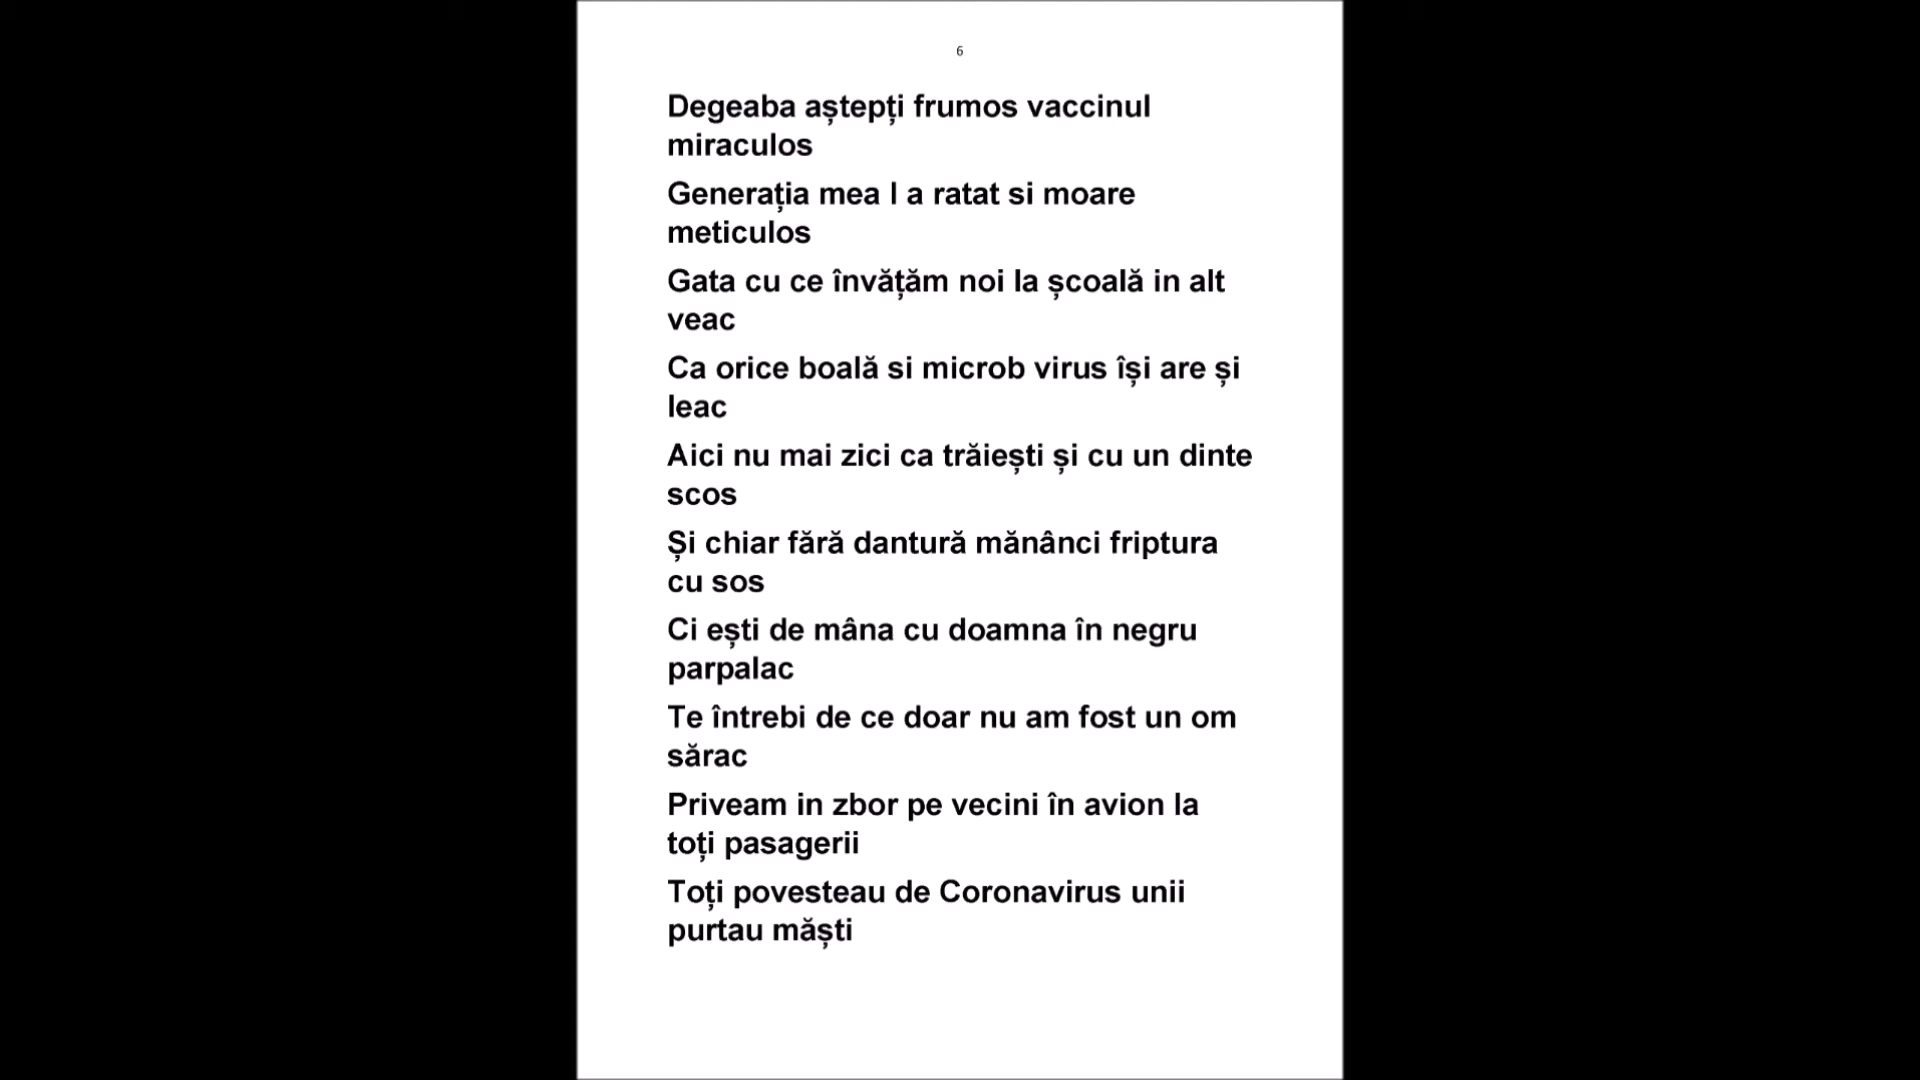 6
Degeaba aștepți frumos vaccinul
miraculos
Generația mea l a ratat si moare
meticulos
Gata cu ce învățăm noi la școală in alt
veac
Ca orice boală si microb virus își are și
leac
Aici nu mai zici ca trăiești și cu un dinte
scos
Și chiar fără dantură mănânci friptura
cu sos
Ci ești de mâna cu doamna în negru
parpalac
Te întrebi de ce doar nu am fost un om
sărac
Priveam in zbor pe vecini în avion la
toți pasagerii
Toți povesteau de Coronavirus unii
purtau măști